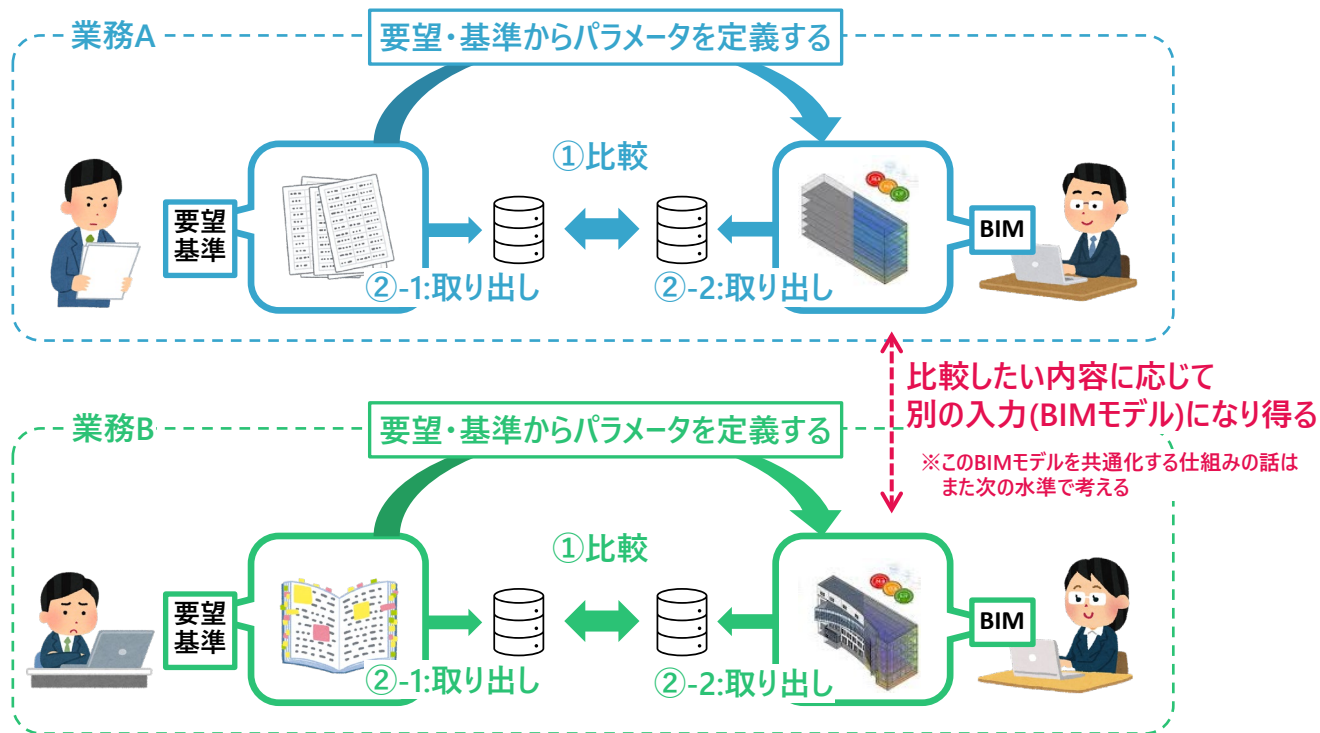 業務A
要望・基準からパラメータを定義する
①比較
要望
基準
BIM
②-1:取り出し
②-2:取り出し
比較したい内容に応じて
別の入力(BIMモデル)になり得る
※このBIMモデルを共通化する仕組みの話は
また次の水準で考える
業務B
要望・基準からパラメータを定義する
①比較
要望
基準
BIM
②-1:取り出し
②-2:取り出し